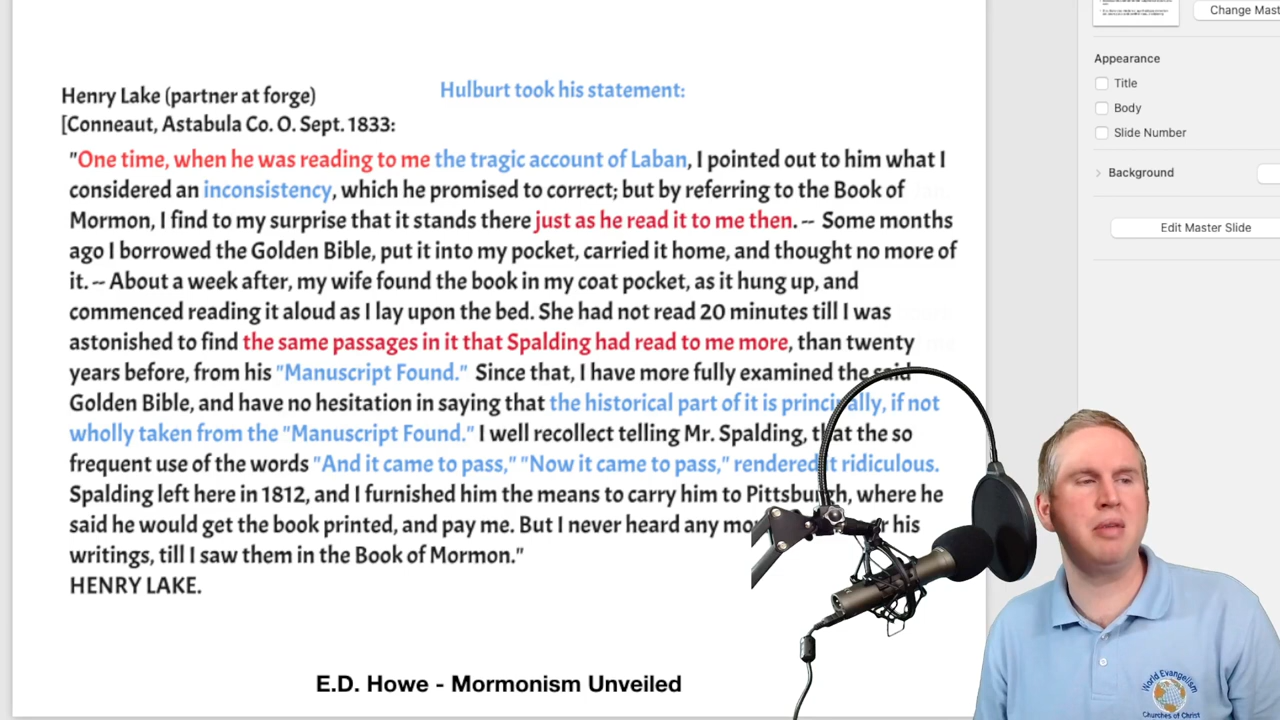 Henry Lake (partner at forge)
Hulburt took his statement:
[Conneaut, Astabula Co. O. Sept. 1833:
"One time, when he was reading to me the tragic account of Laban, I pointed out to him what I
considered an inconsistency, which he promised to correct; but by referring to the Book of
Mormon, I find to my surprise that it stands there just as he read it to me then. -- Some months
ago I borrowed the Golden Bible, put it into my pocket, carried it home, and thought no more of
it. -- About a week after, my wife found the book in my coat pocket, as it hung up, and
commenced reading it aloud as I lay upon the bed. She had not read 20 minutes till I was
astonished to find the same passages in it that Spalding had read to me more, than twenty
years before, from his "Manuscript Found." Since that, I have more fully examined the said
Golden Bible, and have no hesitation in saying that the historical part of it is principally, if not
wholly taken from the "Manuscript Found." I well recollect telling Mr. Spalding, that the so
frequent use of the words "And it came to pass," "Now it came to pass," rendered it ridiculous.
Spalding left here in 1812, and I furnished him the means to carry him to Pittsburgh, where he
said he would get the book printed, and pay me. But I never heard any his
writings, till I saw them in the Book of Mormon."
HENRY LAKE.
E.D. Howe - Mormonism Unveiled
Appearance
Title
Body
Slide Number
Background
Edit Master Slide
World Evangelism
Churches of Christ